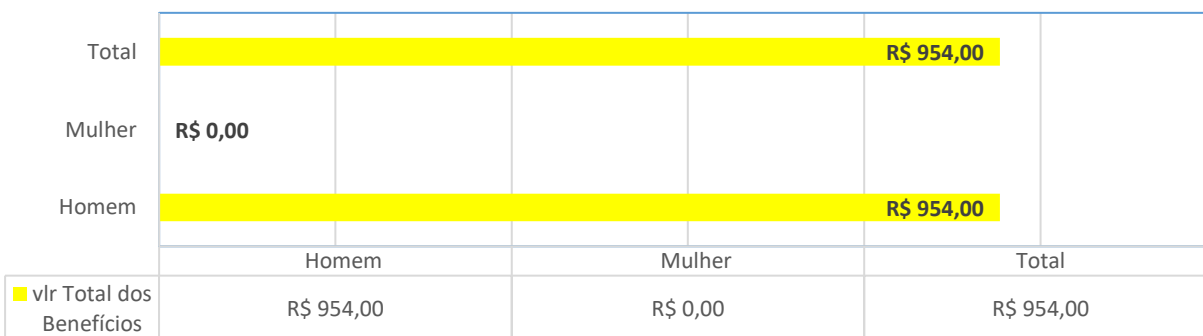 Total
R$ 954,00
Mulher
R$ 0,00
Homem
R$ 954,00
Homem Mulher Total
vlr Total dos
Benefícios
R$ 954,00 R$ 0,00 R$ 954,00